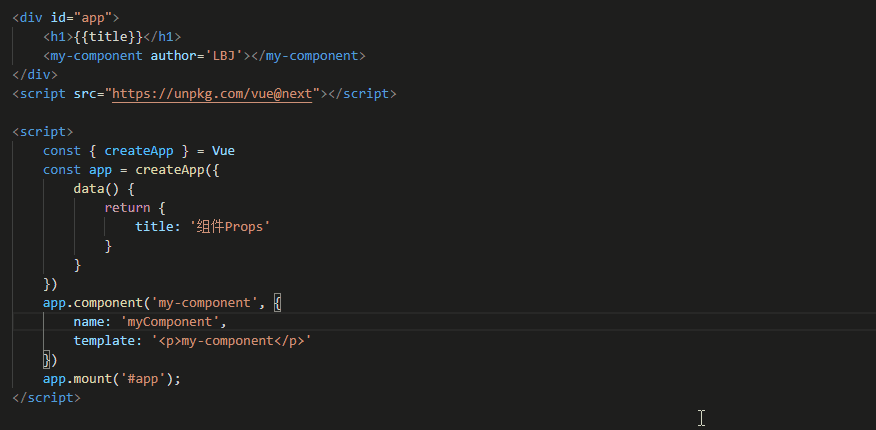 <div id="app">
    <h1>{{title}}</h1>
    <my-component author='LBJ'></my-component>
</div>
<script src="https://unpkg.com/vue@next"></script>

<script>
    const { createApp } = Vue
    const app = createApp({
        data() {
            return {
                title: '组件Props'
            }
        }
    })
    app.component('my-component', {
        name: 'myComponent',
        template: '<p>my-component</p>'
    })
    app.mount('#app');
</script>